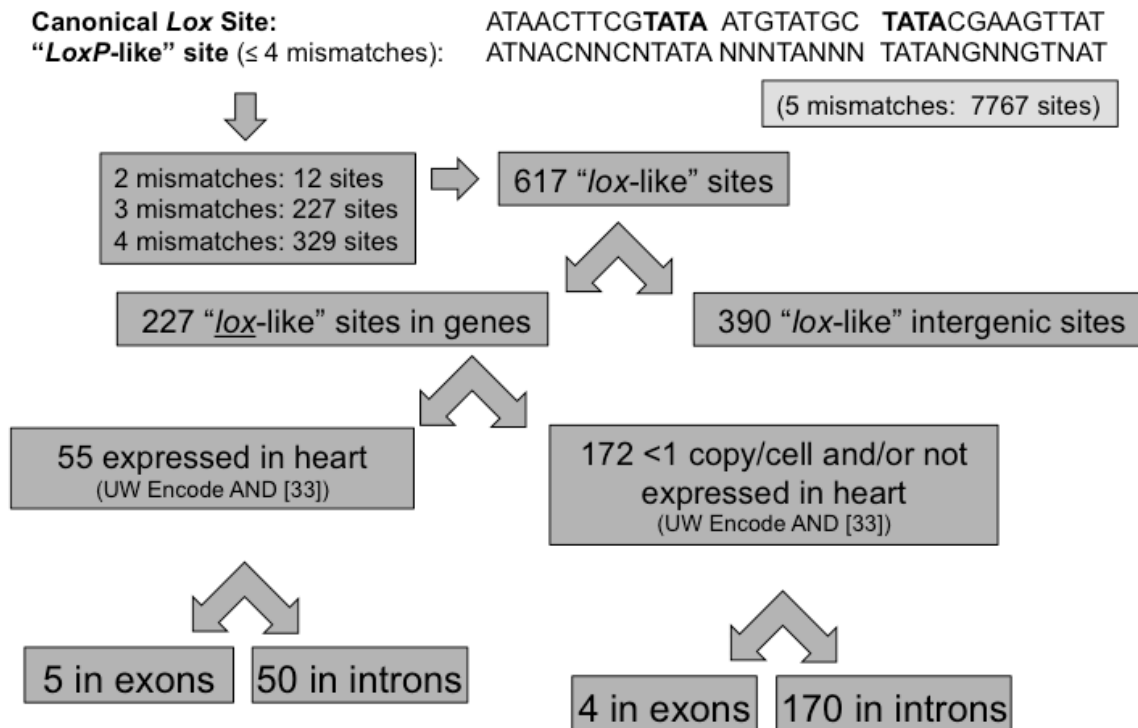 Canonical Lox Site: ATAACTTCGTATA ATGTATGC TATACGAAGTTAT
“LoxP-like” site (≤ 4 mismatches): ATNACNNCNTATA NNNTANNN TATANGNNGTNAT
(5 mismatches: 7767 sites)
2 mismatches: 12 sites
3 mismatches: 227 sites
4 mismatches: 329 sites
617 “lox-like” sites
227 “lox-like” sites in genes
390 “lox-like” intergenic sites
55 expressed in heart
(UW Encode AND [33])
172 <1 copy/cell and/or not
expressed in heart
(UW Encode AND [33])
5 in exons
50 in introns
4 in exons
170 in introns